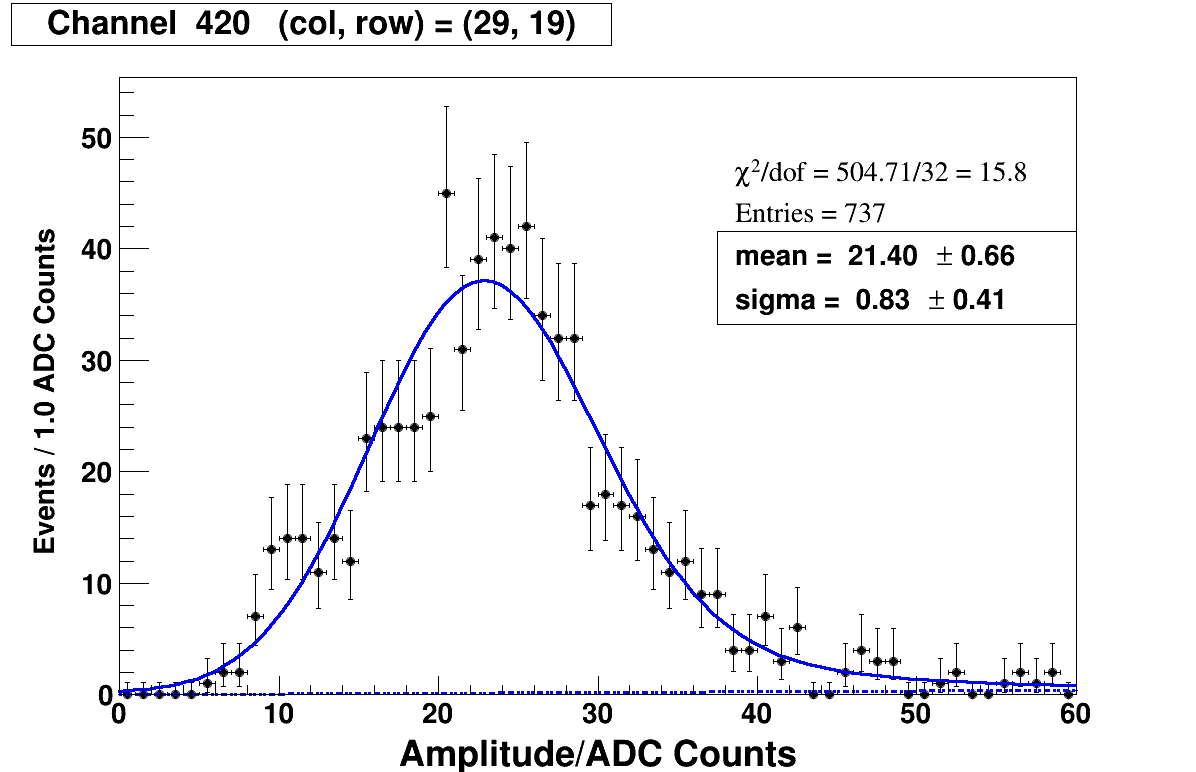 Channel 420 (col, row) = (29, 19)
χ²/dof = 504.71/32 = 15.8
Entries = 737
mean = 21.40 ± 0.66
sigma = 0.83 ± 0.41
Events / 1.0 ADC Counts
50
40
30
20
10
0
0 10 20 30 40 50 60
Amplitude/ADC Counts